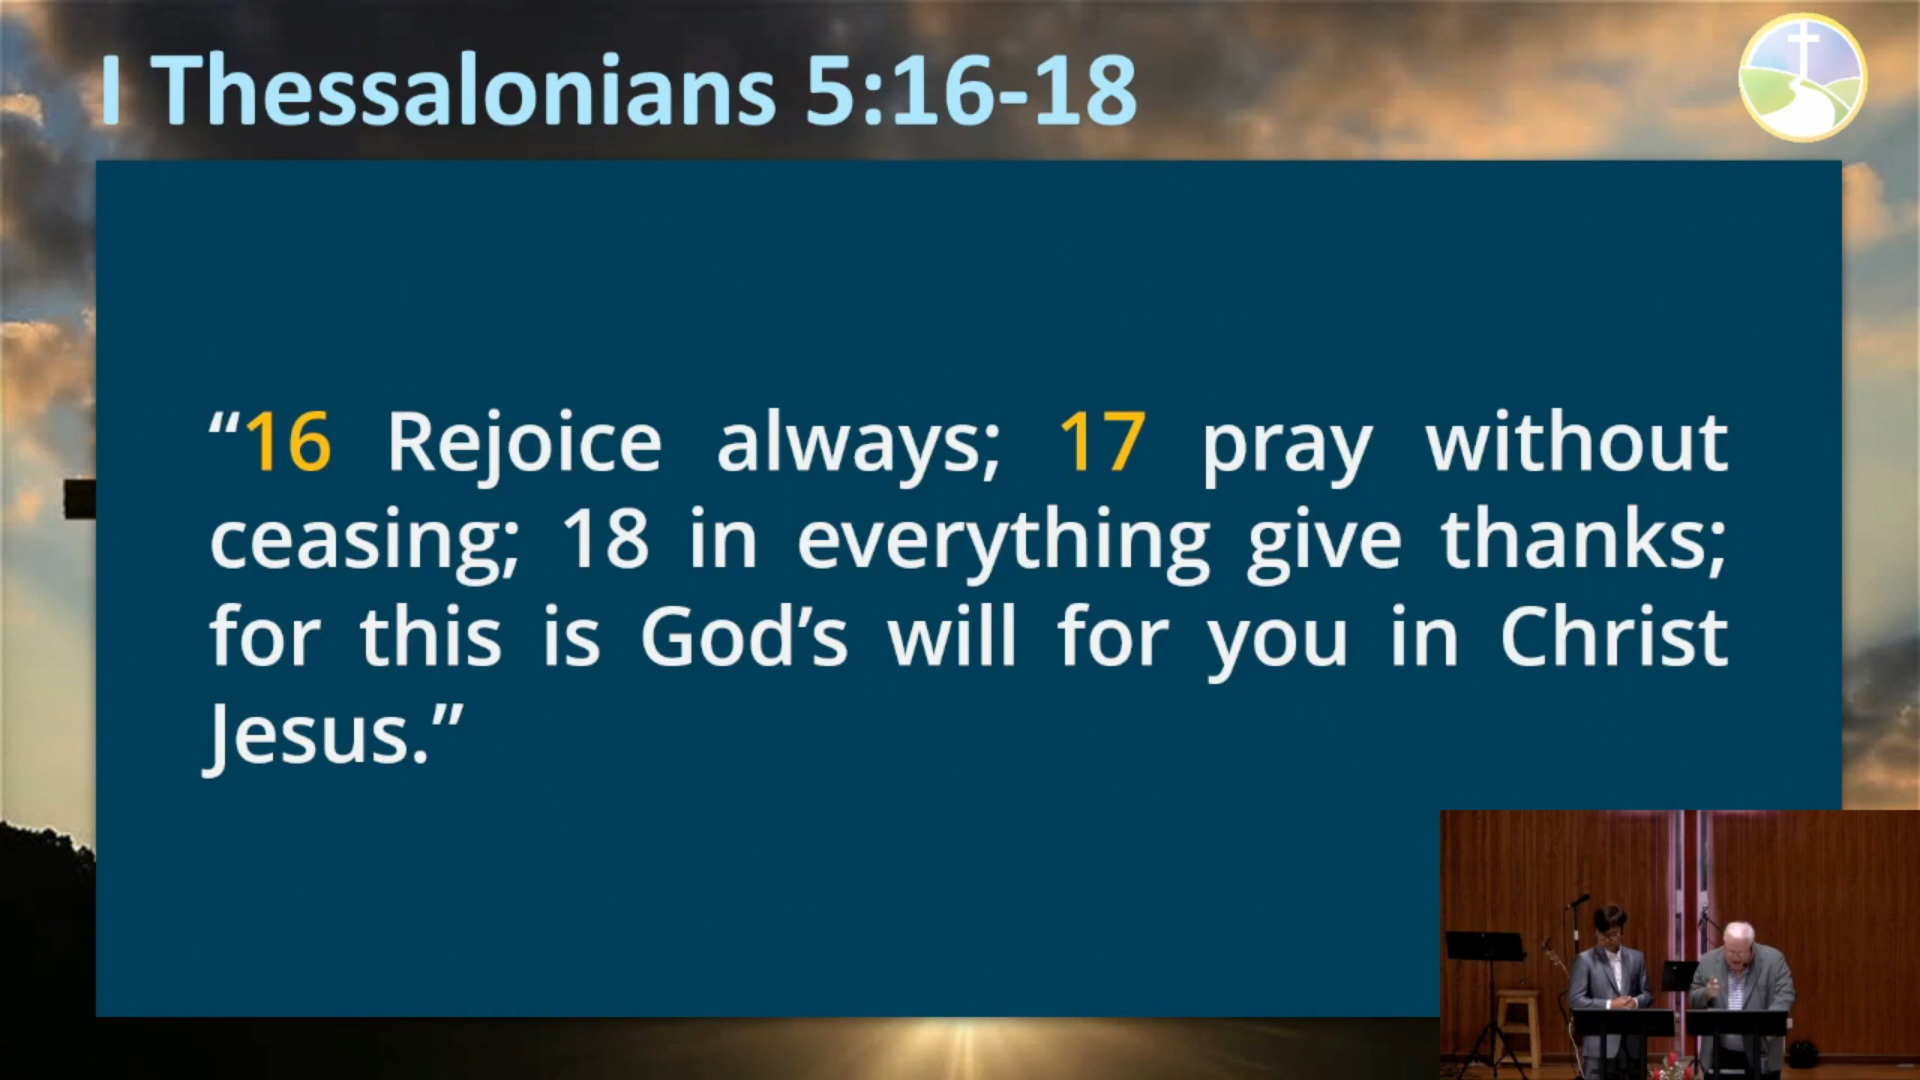 I Thessalonians 5:16-18
“16 Rejoice always; 17 pray without
ceasing; 18 in everything give thanks;
for this is God’s will for you in Christ
Jesus.”